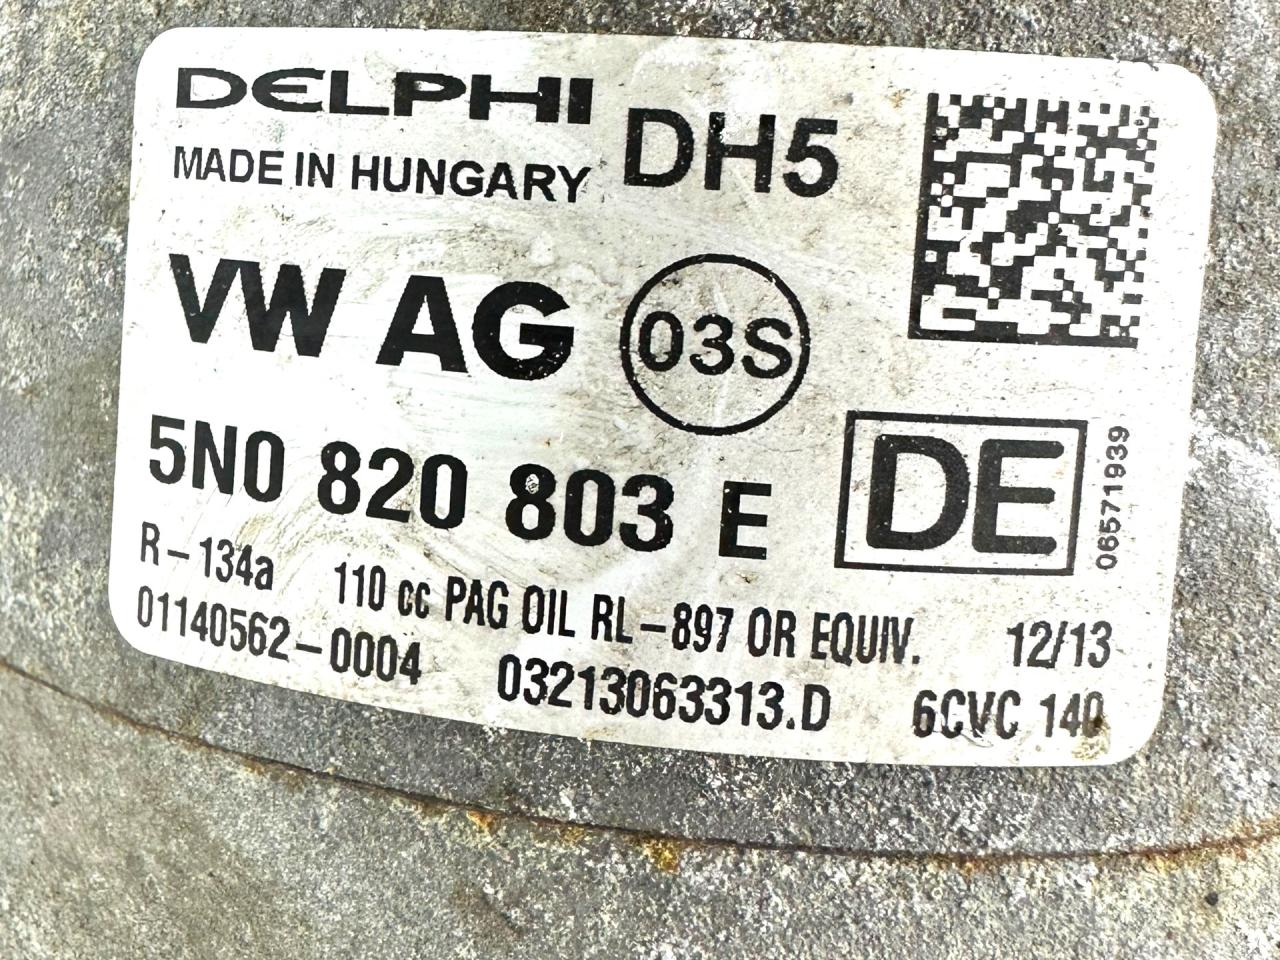 DELPHI DH5
MADE IN HUNGARY
VW AG 03S
5N0 820 803 E DE
06571939
R-134a 110 cc PAG OIL RL-897 OR EQUIV. 12/13
01140562-0004 03213063313.D 6CVC 140